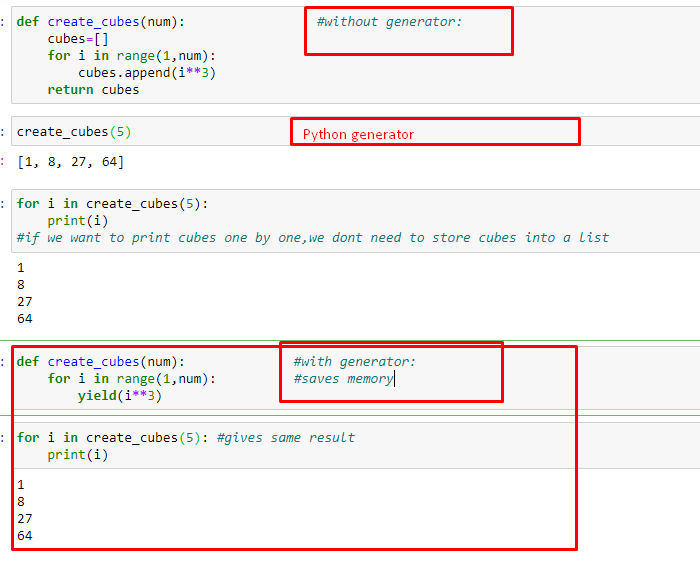 : def create_cubes(num): #without generator:
cubes=[]
for i in range(1,num):
cubes.append(i**3)
return cubes
: create_cubes(5) Python generator
: [1, 8, 27, 64]
: for i in create_cubes(5):
print(i)
#if we want to print cubes one by one,we dont need to store cubes into a list
1
8
27
64
: def create_cubes(num): #with generator:
for i in range(1,num): #saves memory
yield(i**3)
: for i in create_cubes(5): #gives same result
print(i)
1
8
27
64